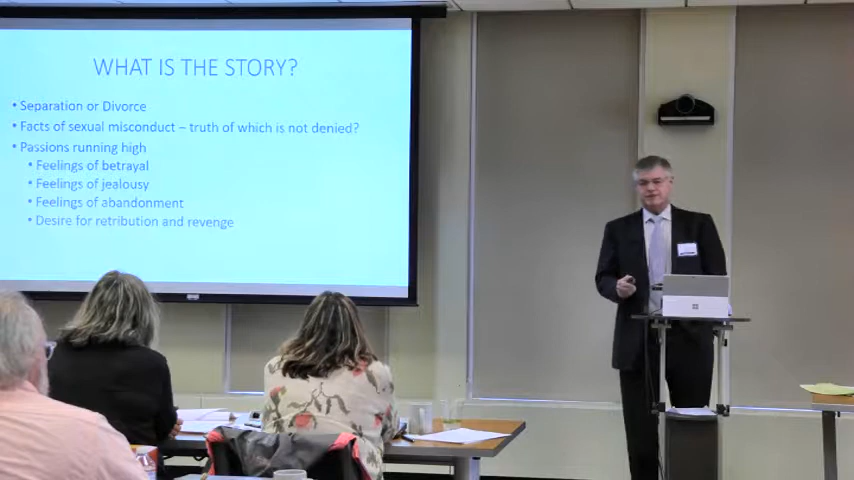 WHAT IS THE STORY?
• Separation or Divorce
• Facts of sexual misconduct – truth of which is not denied?
• Passions running high
• Feelings of betrayal
• Feelings of jealousy
• Feelings of abandonment
• Desire for retribution and revenge